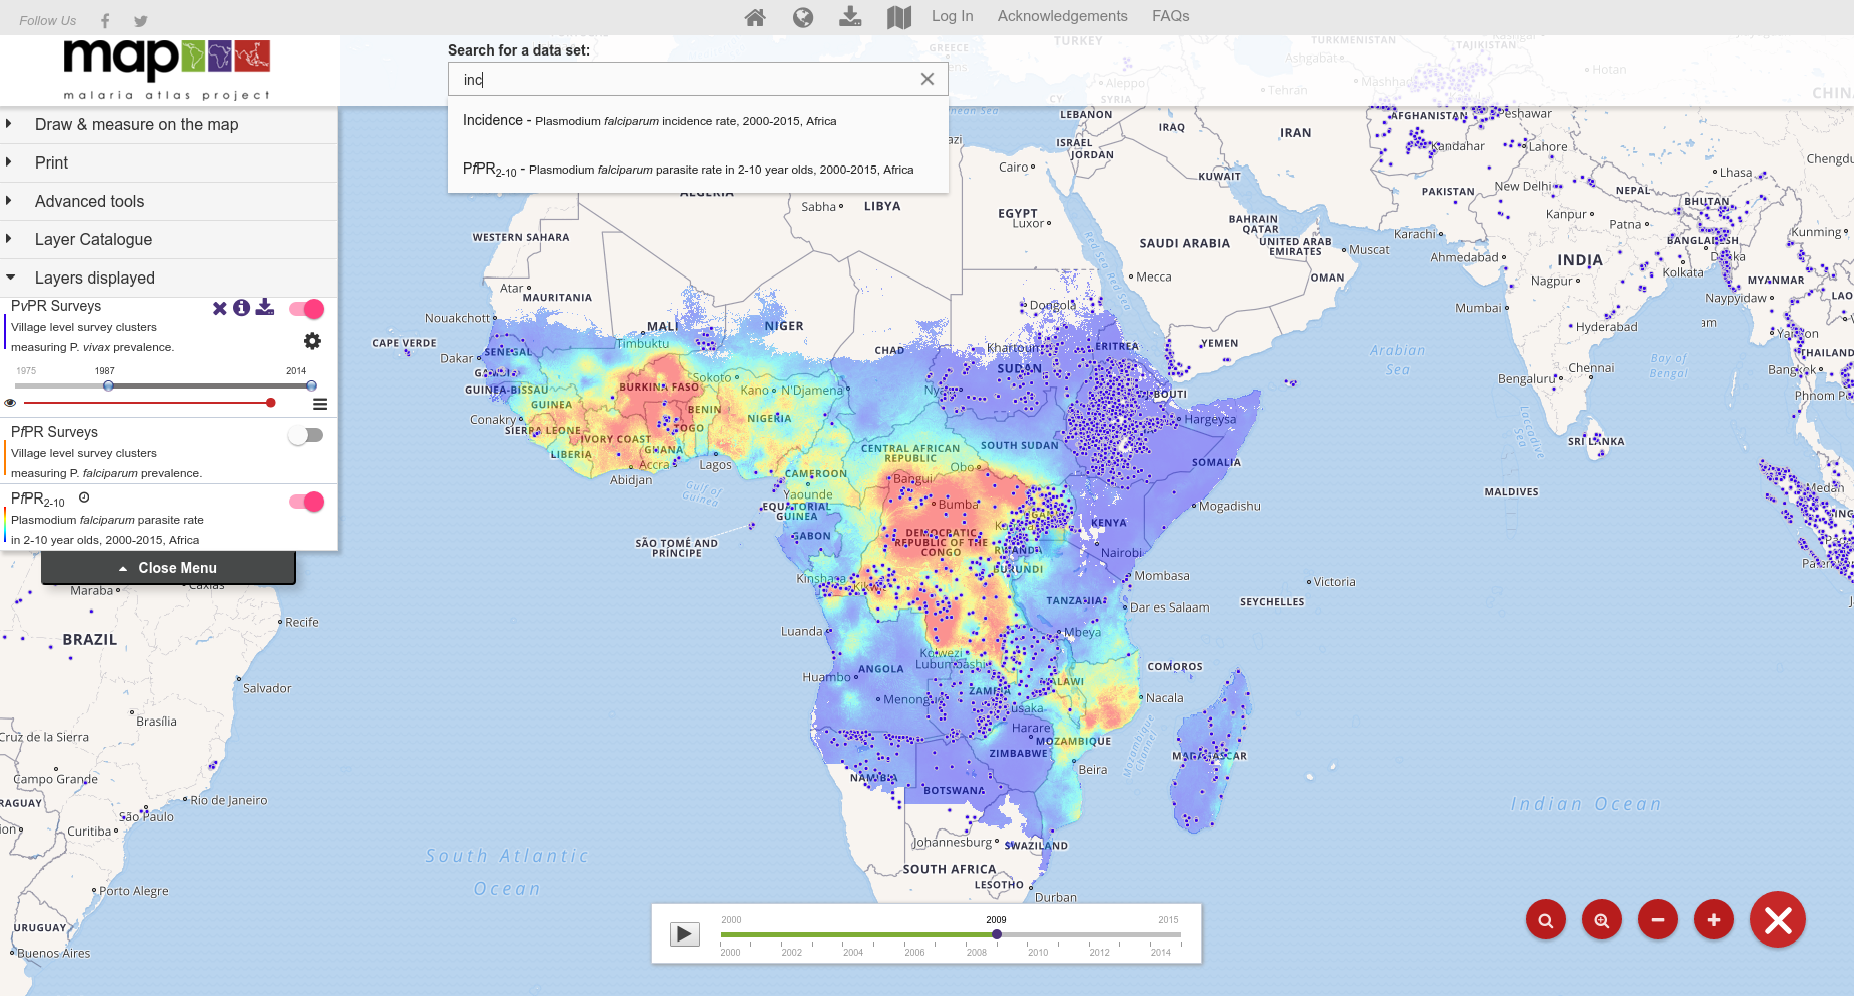 Follow Us
Log In
Acknowledgements
FAQs
map
malaria atlas project
Search for a data set:
inc
Incidence - Plasmodium falciparum incidence rate, 2000-2015, Africa
PfPR2-10 - Plasmodium falciparum parasite rate in 2-10 year olds, 2000-2015, Africa
Draw & measure on the map
Print
Advanced tools
Layer Catalogue
Layers displayed
PvPR Surveys
Village level survey clusters
measuring P. vivax prevalence.
1975
1987
2014
PfPR Surveys
Village level survey clusters
measuring P. falciparum prevalence.
PfPR2-10
Plasmodium falciparum parasite rate
in 2-10 year olds, 2000-2015, Africa
Close Menu
GREECE
TURKEY
TURKMENISTAN
TAJIKISTAN
Ashgabat
Hotan
Aleppo
Mashhad
Tehran
CY
SYRIA
CHIN
LEBANON
IRAQ
IRAN
AFGHANISTAN
Peshawar
ISRAEL
JORDAN
Kandahar
Lahore
Chengdu
Cairo
KUWAIT
PAKISTAN
New Delhi
NEPAL
Lhasa
ALGERIA
Sabha
LIBYA
EGYPT
Luxor
BAHRAIN
QATAR
Kanpur
Patna
BHUTAN
WESTERN SAHARA
SAUDI ARABIA
UNITED ARAB
EMIRATES
Muscat
Karachi
BANGLADESH
Kunming
Red Sea
Ahmedabad
INDIA
Dhaka
Kolkata
Mecca
OMAN
Nagpur
MYANMAR
Atar
MAURITANIA
Dongola
Mumbai
Naypyidaw
LAO
Nouakchott
MALI
NIGER
Hyderabad
Yangon
CAPE VERDE
Timbuktu
Khartoum
ERITREA
YEMEN
Arabian
Sea
Bay of
Bengal
THAILAND
Dakar
SENEGAL
CHAD
SUDAN
Chennai
Bangkok
GAMBIA
Sokoto
Bengaluru
GUINEA-BISSAU
BURKINA FASO
Kano
N'Djamena
Ny
BOUTI
Phnom P
GUINEA
BENIN
NIGERIA
Hargeysa
Laccadive
Sea
Conakry
SIERRA LEONE
IVORY COAST
TOGO
SRI LANKA
LIBERIA
GHANA
Accra
Lagos
CENTRAL AFRICAN
REPUBLIC
SOUTH SUDAN
SOMALIA
Abidjan
CAMEROON
Obo
Bangui
Gulf of
Guinea
Yaounde
EQUATORIAL
GUINEA
Bumba
MALDIVES
Medan
Mogadishu
KENYA
GABON
DEMOCRATIC
REPUBLIC OF THE
CONGO
SÃO TOMÉ AND
PRÍNCIPE
RWANDA
Nairobi
BURUNDI
Kinshasa
Kikwit
Mombasa
Victoria
TANZANIA
Dar es Salaam
SEYCHELLES
Maraba
Caxias
Recife
BRAZIL
Luanda
Mbeya
Kolwezi
Lubumbashi
ANGOLA
COMOROS
Huambo
MALAWI
Salvador
Menongue
ZAMBIA
Nacala
usaka
Brasília
Harare
MOZAMBIQUE
Mozambique
Channel
Cruz de la Sierra
ZIMBABWE
MADAGASCAR
Campo Grande
NAMIBIA
Beira
BOTSWANA
RAGUAY
Rio de Janeiro
São Paulo
Indian Ocean
Curitiba
Johannesburg
SWAZILAND
South Atlantic
Ocean
SOUTH AFRICA
LESOTHO
Durban
Porto Alegre
URUGUAY
Buenos Aires
2000
2009
2015
2000
2002
2004
2006
2008
2010
2012
2014